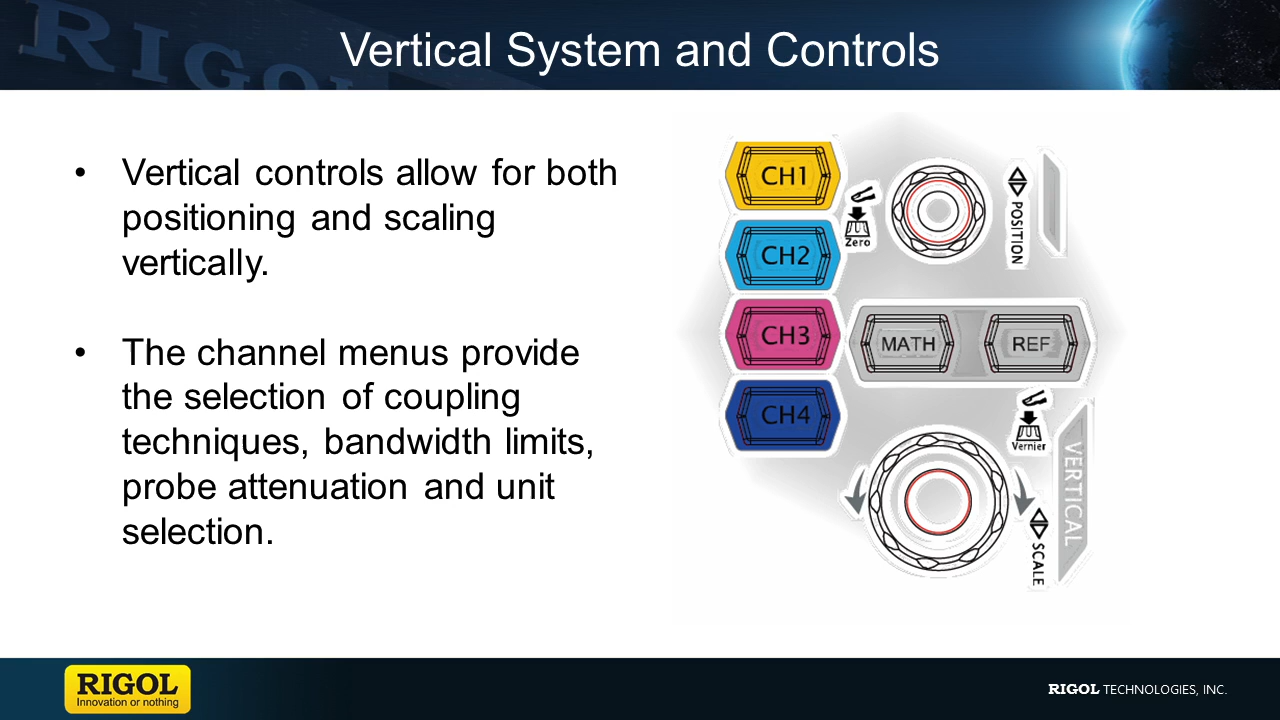 RIGOL
Vertical System and Controls
• Vertical controls allow for both
positioning and scaling
vertically.
• The channel menus provide
the selection of coupling
techniques, bandwidth limits,
probe attenuation and unit
selection.
CH1
CH2
CH3
CH4
Zero
POSITION
MATH
REF
Vernier
VERTICAL
SCALE
RIGOL
Innovation or nothing
RIGOL TECHNOLOGIES, INC.